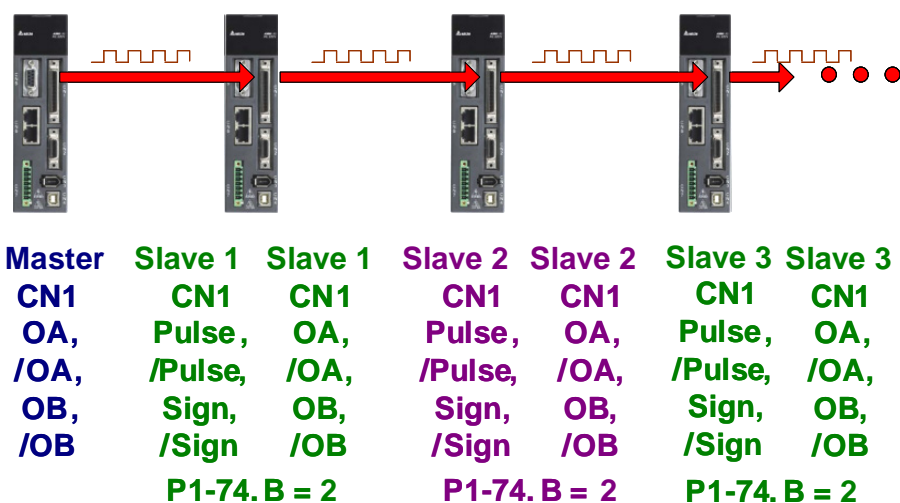 Master Slave 1 Slave 1 Slave 2 Slave 2 Slave 3 Slave 3
CN1 CN1 CN1 CN1 CN1 CN1 CN1
OA, Pulse, OA, Pulse, OA, Pulse, OA,
/OA, /Pulse, /OA, /Pulse, /OA, /Pulse, /OA,
OB, Sign, OB, Sign, OB, Sign, OB,
/OB /Sign /OB /Sign /OB /Sign /OB
P1-74. B = 2 P1-74. B = 2 P1-74. B = 2